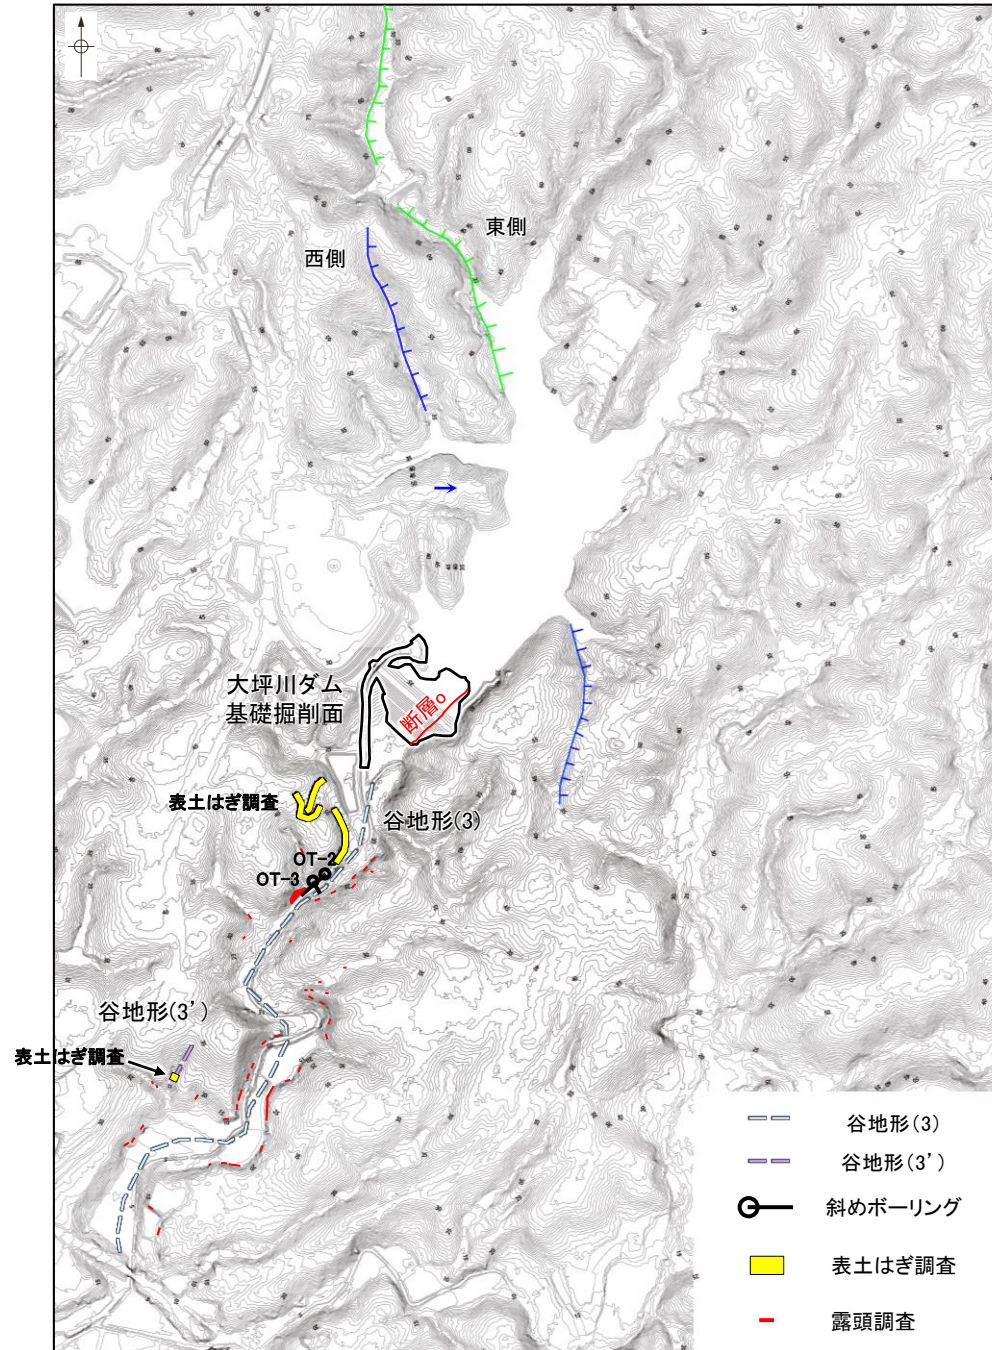 東側
西側
大坪川ダム
基礎掘削面
断層o
表土はぎ調査
谷地形(3)
OT-2
OT-3
谷地形(3')
表土はぎ調査
谷地形(3)
谷地形(3')
斜めボーリング
表土はぎ調査
露頭調査